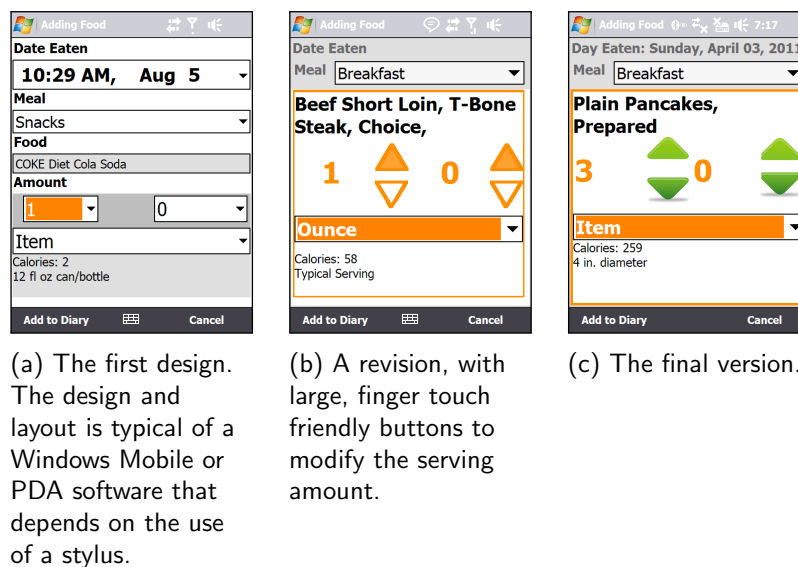 Adding Food
Date Eaten
10:29 AM, Aug 5
Meal
Snacks
Food
COKE Diet Cola Soda
Amount
1 0
Item
Calories: 2
12 fl oz can/bottle
Add to Diary Cancel
(a) The first design.
The design and
layout is typical of a
Windows Mobile or
PDA software that
depends on the use
of a stylus.
Adding Food
Date Eaten
Meal Breakfast
Beef Short Loin, T-Bone
Steak, Choice,
1 0
Ounce
Calories: 58
Typical Serving
Add to Diary Cancel
(b) A revision, with
large, finger touch
friendly buttons to
modify the serving
amount.
Adding Food 7:17
Day Eaten: Sunday, April 03, 2011
Meal Breakfast
Plain Pancakes,
Prepared
3 0
Item
Calories: 259
4 in. diameter
Add to Diary Cancel
(c) The final version.